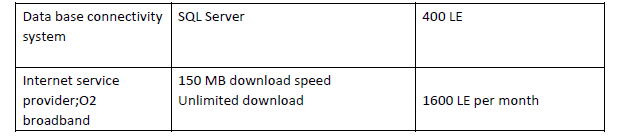 Data base connectivity system
SQL Server
400 LE
Internet service provider;O2 broadband
150 MB download speed
Unlimited download
1600 LE per month